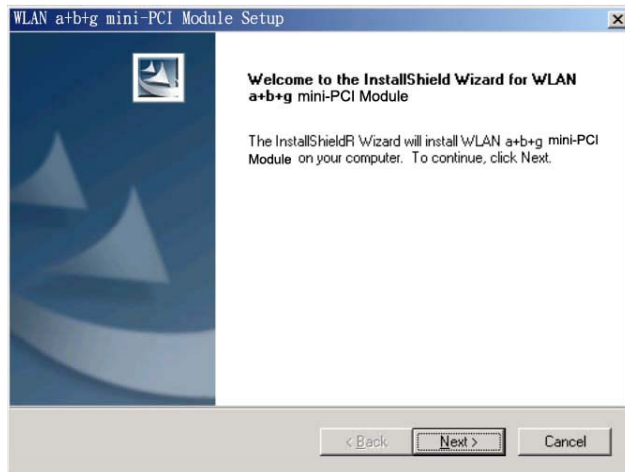 WLAN a+b+g mini-PCI Module Setup
Welcome to the InstallShield Wizard for WLAN
a+b+g mini-PCI Module
The InstallShieldR Wizard will install WLAN a+b+g mini-PCI
Module on your computer. To continue, click Next.
< Back
Next >
Cancel